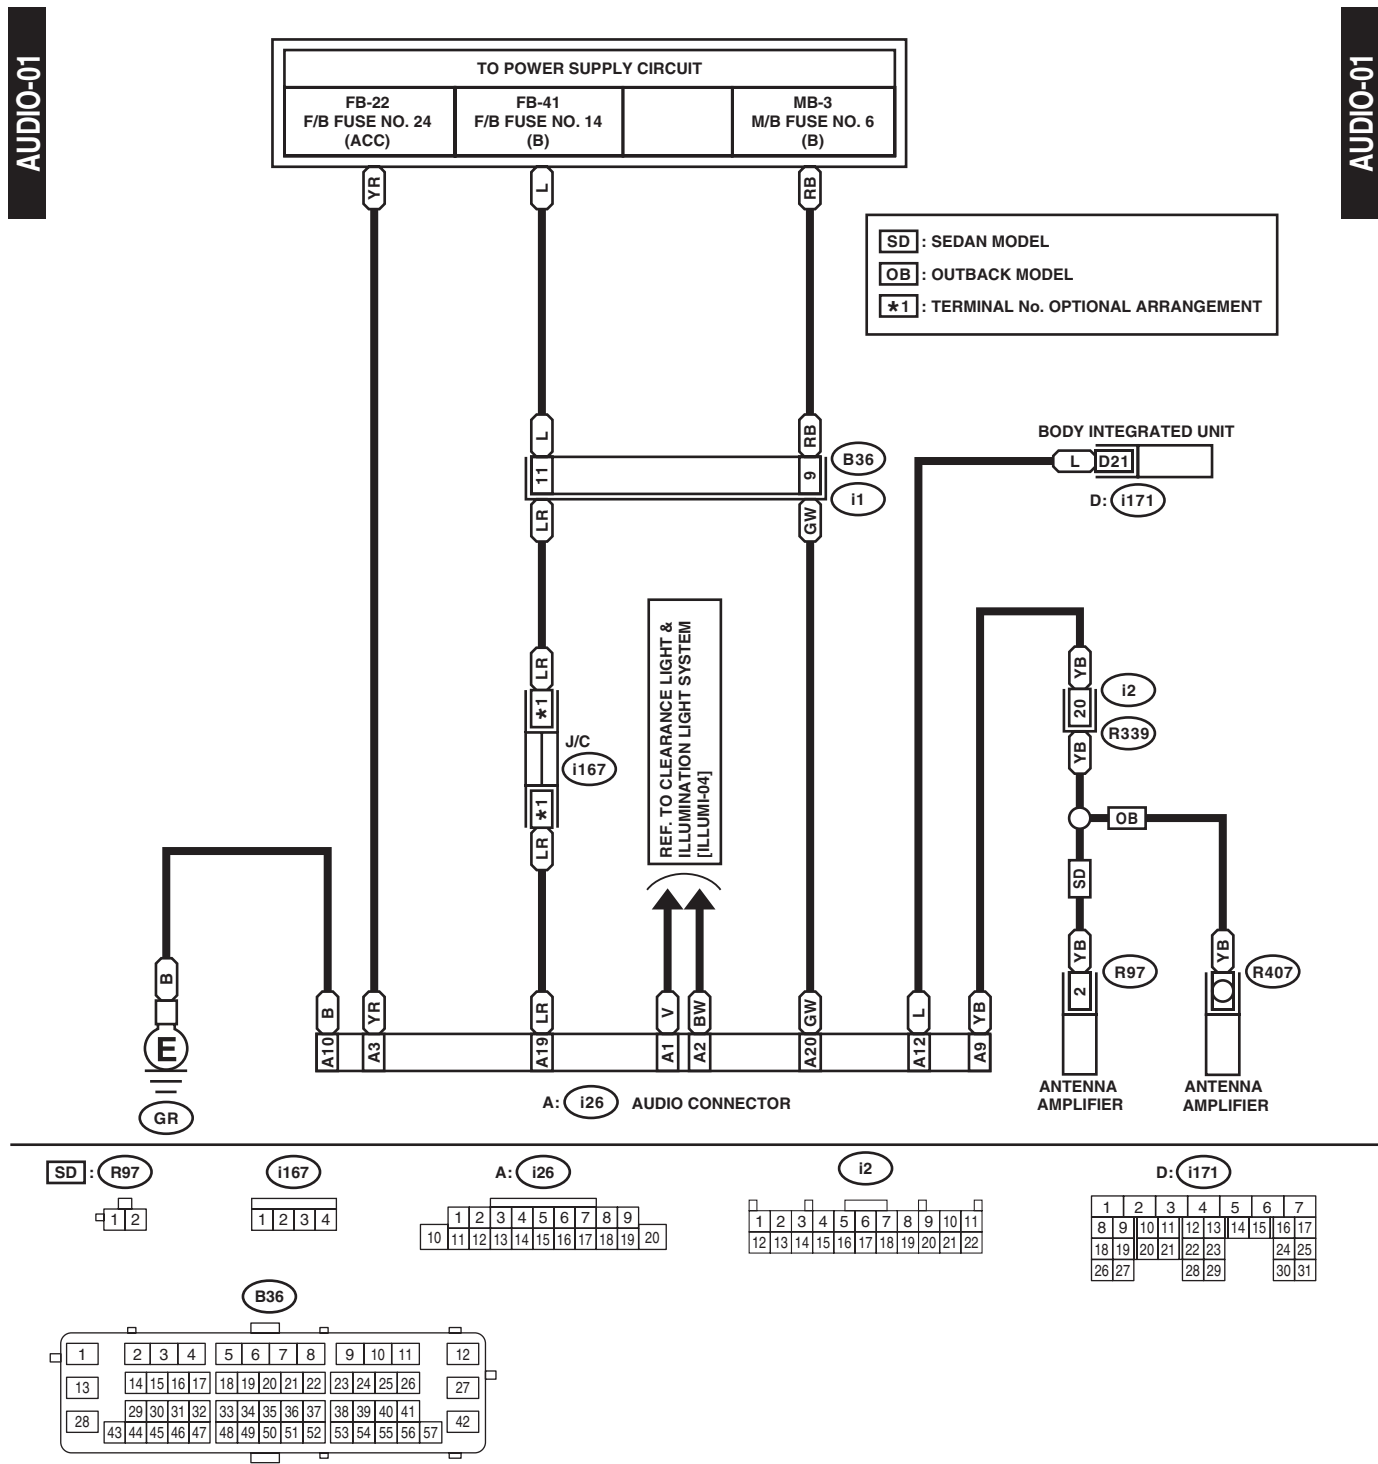 AUDIO-01
AUDIO-01
TO POWER SUPPLY CIRCUIT
FB-22
F/B FUSE NO. 24
(ACC)
FB-41
F/B FUSE NO. 14
(B)
MB-3
M/B FUSE NO. 6
(B)
YR
L
RB
SD : SEDAN MODEL
OB : OUTBACK MODEL
*1 : TERMINAL No. OPTIONAL ARRANGEMENT
L
RB
11
9
B36
i1
LR
GW
BODY INTEGRATED UNIT
L
D21
D: i171
REF. TO CLEARANCE LIGHT &
ILLUMINATION LIGHT SYSTEM
[ILLUMI-04]
LR
*1
J/C
i167
*1
LR
YB
20
i2
R339
YB
OB
SD
YB
YB
2
R97
R407
B
E
GR
B
YR
LR
V
BW
GW
L
YB
A10
A3
A19
A1
A2
A20
A12
A9
A: i26 AUDIO CONNECTOR
ANTENNA
AMPLIFIER
ANTENNA
AMPLIFIER
SD : R97
1 2
i167
1 2 3 4
A: i26
1 2 3 4 5 6 7 8 9
10 11 12 13 14 15 16 17 18 19 20
i2
1 2 3 4 5 6 7 8 9 10 11
12 13 14 15 16 17 18 19 20 21 22
D: i171
1 2 3 4 5 6 7
8 9 10 11 12 13 14 15 16 17
18 19 20 21 22 23 24 25
26 27 28 29 30 31
B36
1 2 3 4 5 6 7 8 9 10 11 12
13 14 15 16 17 18 19 20 21 22 23 24 25 26 27
28 29 30 31 32 33 34 35 36 37 38 39 40 41 42
43 44 45 46 47 48 49 50 51 52 53 54 55 56 57